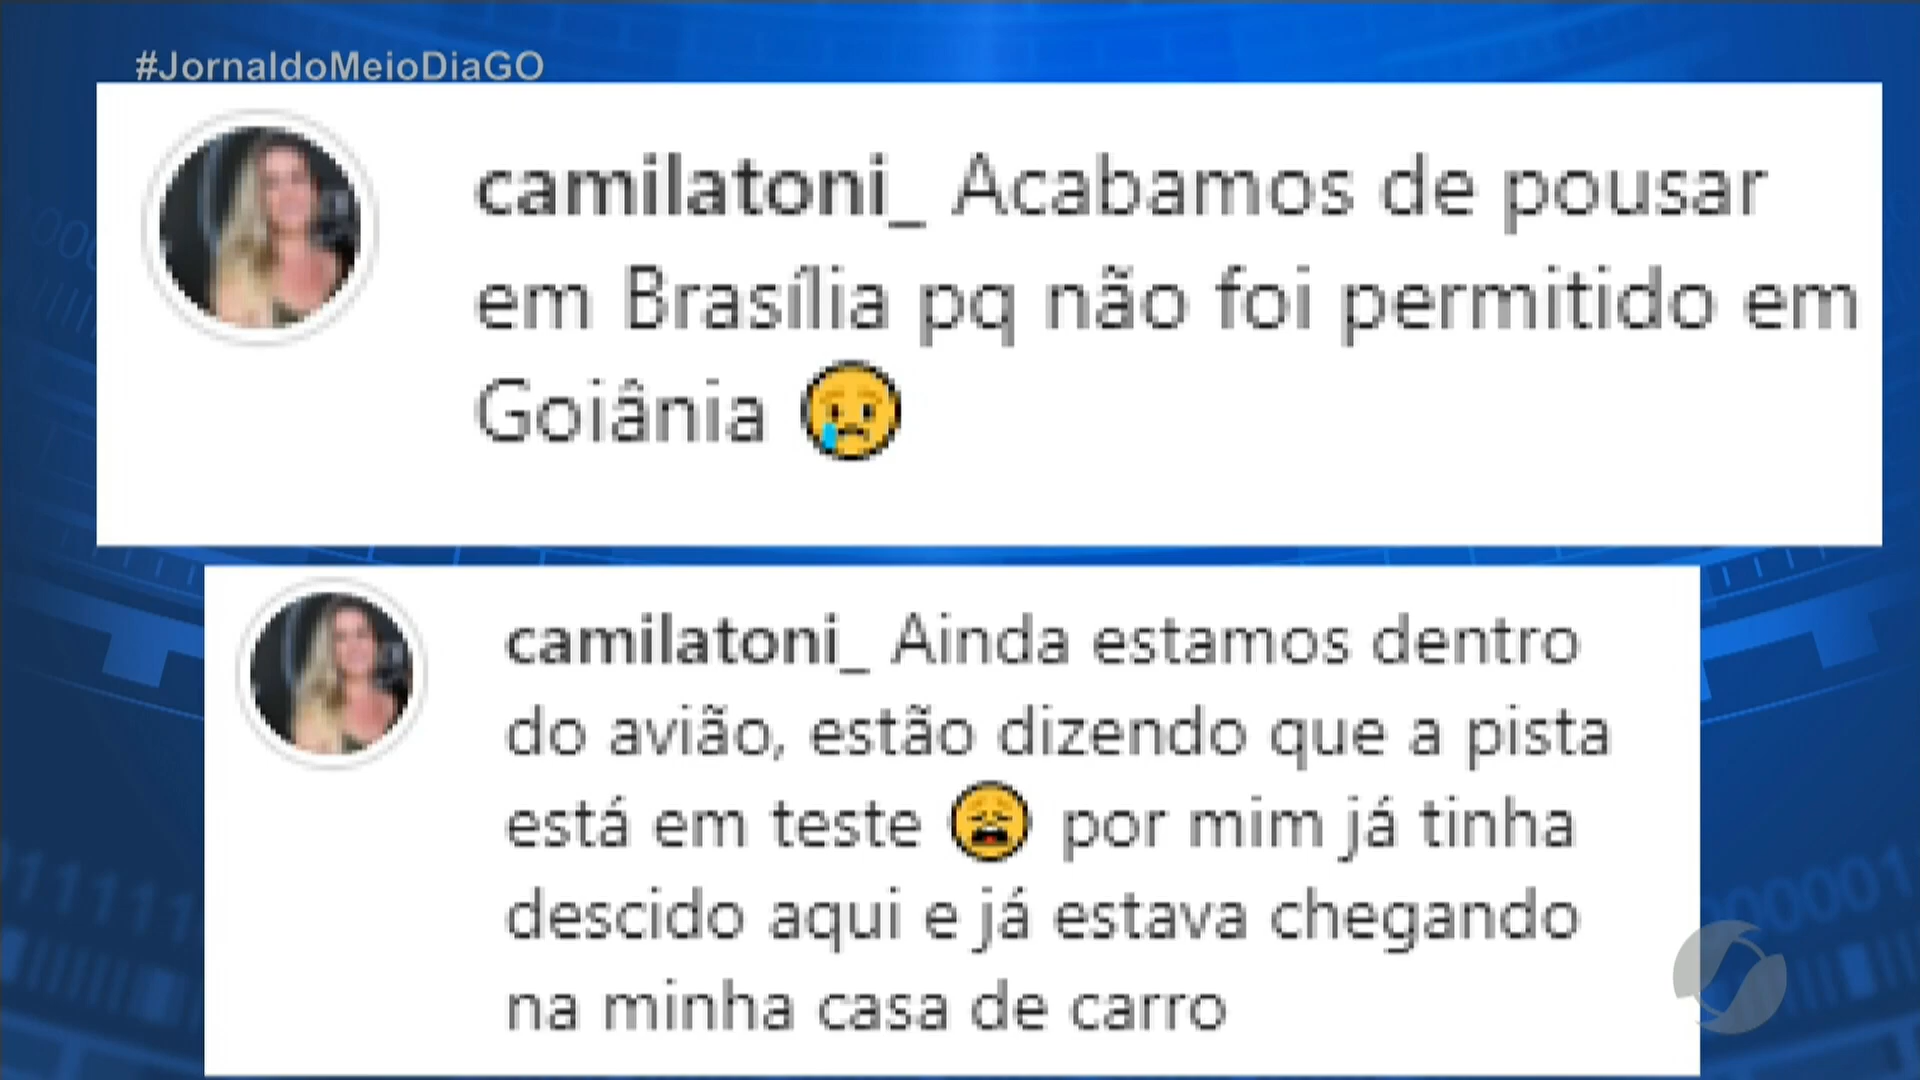 #JornaldoMeioDiaGO
camilatoni_ Acabamos de pousar
em Brasília pq não foi permitido em
Goiânia 😢
camilatoni_ Ainda estamos dentro
do avião, estão dizendo que a pista
está em teste 😩 por mim já tinha
descido aqui e já estava chegando
na minha casa de carro